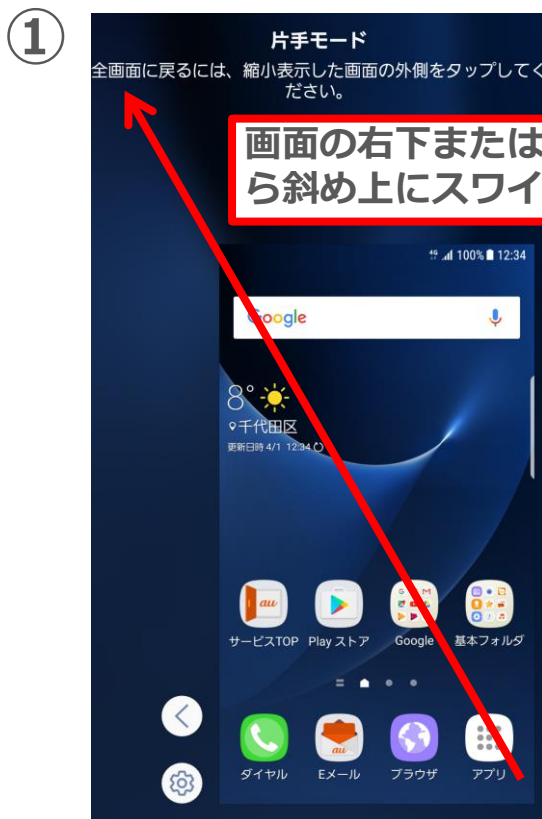 ①
片手モード
全画面に戻るには、縮小表示した画面の外側をタップしてく
ださい。
画面の右下または
ら斜め上にスワイ
4G 100% 12:34
Google
8°
千代田区
更新日時 4/1 12:34
au
サービスTOP Play ストア Google 基本フォルダ
au
ダイヤル Eメール ブラウザ アプリ